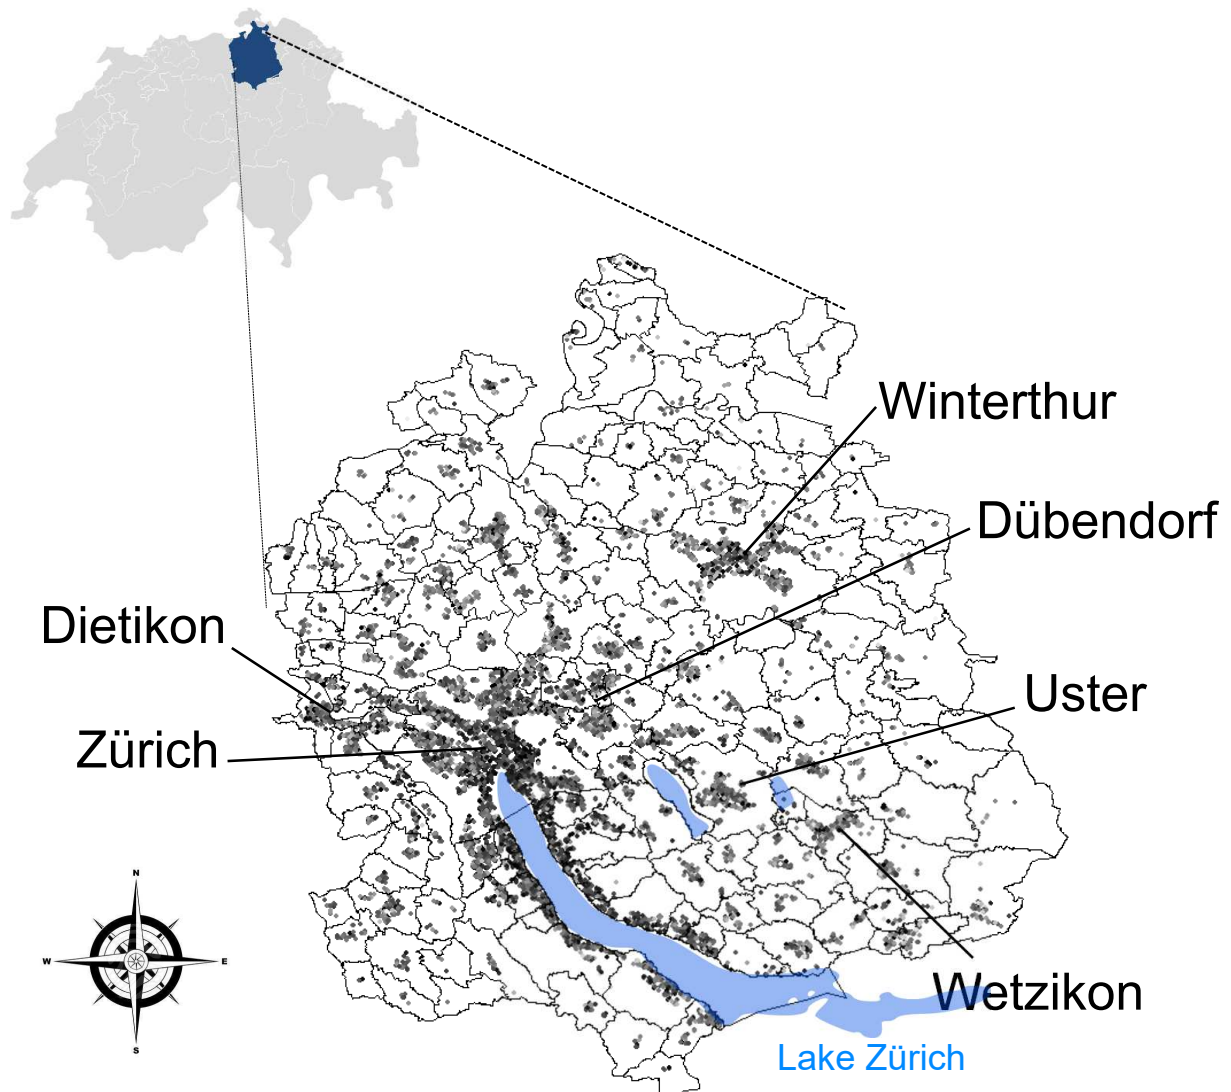 Winterthur
Dübendorf
Dietikon
Uster
Zürich
N
W
E
S
Wetzikon
Lake Zürich